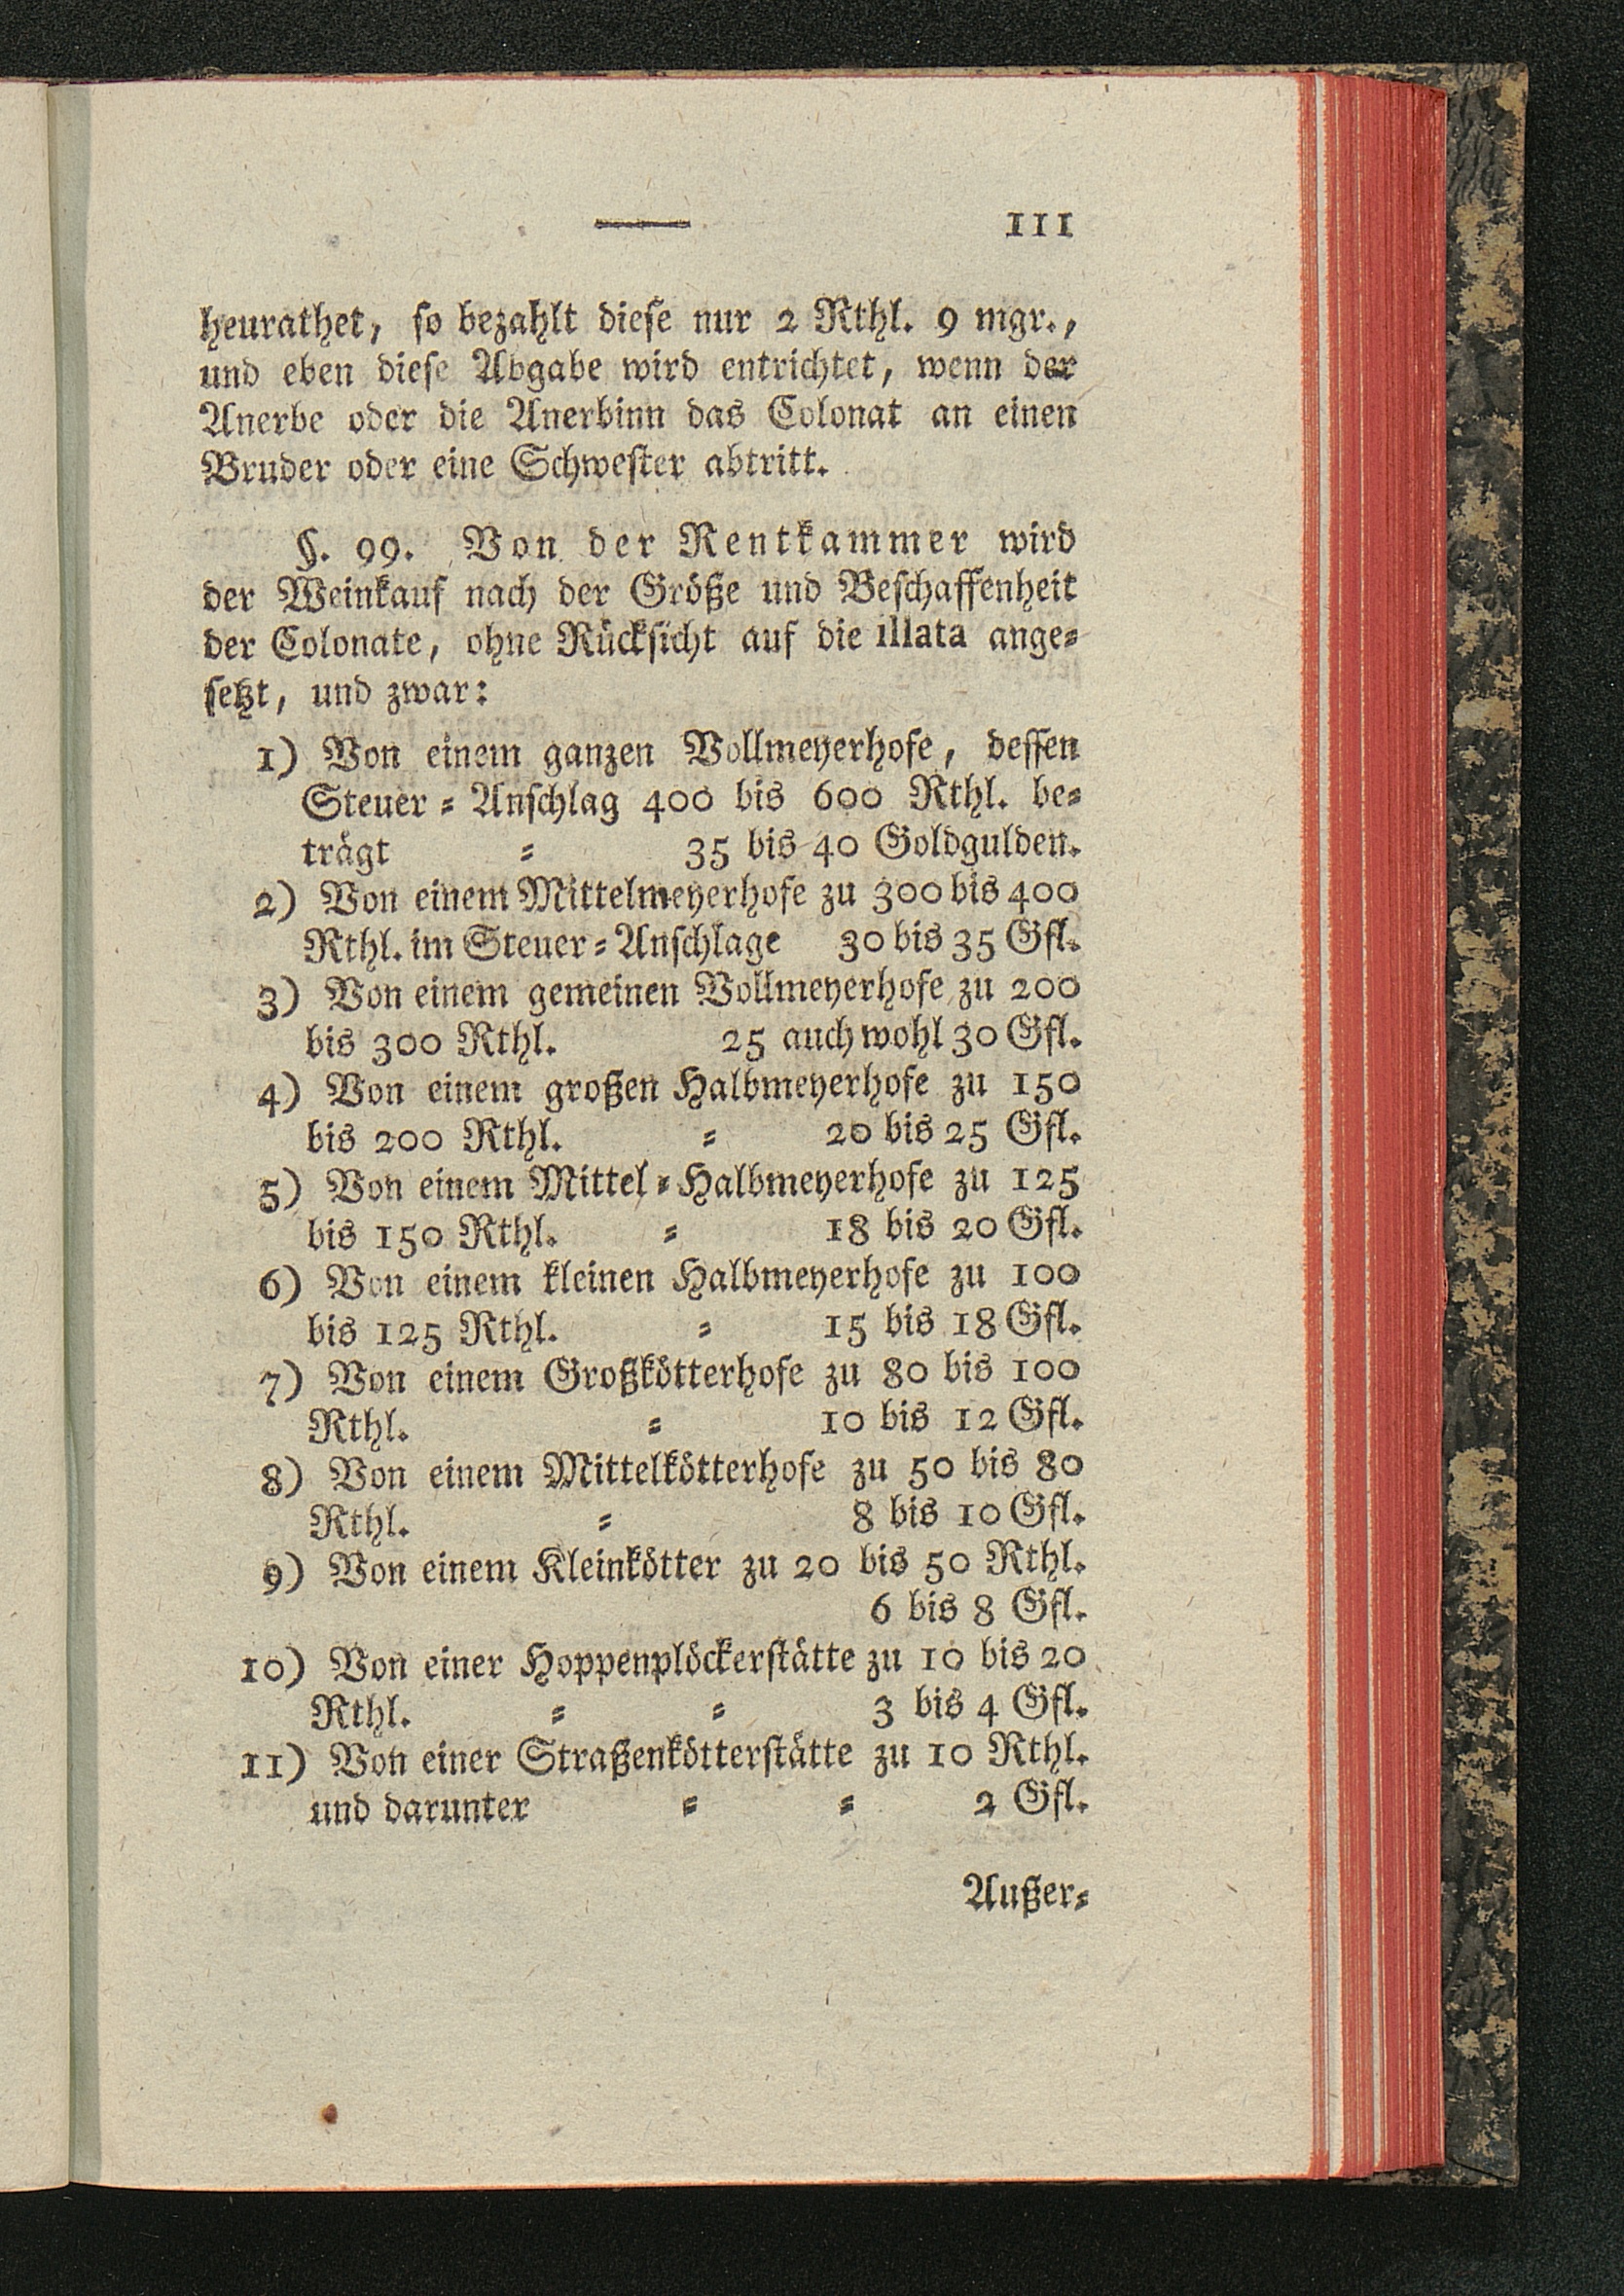 111
heurathet, so bezahlt diese nur 2 Rthl. 9 mgr.,
und eben diese Abgabe wird entrichtet, wenn der
Anerbe oder die Anerbinn das Colonat an einen
Bruder oder eine Schwester abtritt.
§. 99. Von der Rentkammer wird
der Weinkauf nach der Größe und Beschaffenheit
der Colonate, ohne Rücksicht auf die illata ange=
setzt, und zwar:
1) Von einem ganzen Vollmeyerhofe, dessen
Steuer = Anschlag 400 bis 600 Rthl. be=
trägt = 35 bis 40 Goldgulden.
2) Von einem Mittelmeyerhofe zu 300 bis 400
Rthl. im Steuer = Anschlage 30 bis 35 Gfl.
3) Von einem gemeinen Vollmeyerhofe zu 200
bis 300 Rthl. 25 auch wohl 30 Gfl.
4) Von einem großen Halbmeyerhofe zu 150
bis 200 Rthl. = 20 bis 25 Gfl.
5) Von einem Mittel = Halbmeyerhofe zu 125
bis 150 Rthl. = 18 bis 20 Gfl.
6) Von einem kleinen Halbmeyerhofe zu 100
bis 125 Rthl. = 15 bis 18 Gfl.
7) Von einem Großkötterhofe zu 80 bis 100
Rthl. = 10 bis 12 Gfl.
8) Von einem Mittelkötterhofe zu 50 bis 80
Rthl. = 8 bis 10 Gfl.
9) Von einem Kleinkötter zu 20 bis 50 Rthl.
6 bis 8 Gfl.
10) Von einer Hoppenplöckerstätte zu 10 bis 20
Rthl. = = 3 bis 4 Gfl.
11) Von einer Straßenkötterstätte zu 10 Rthl.
und darunter = = 2 Gfl.
Außer=